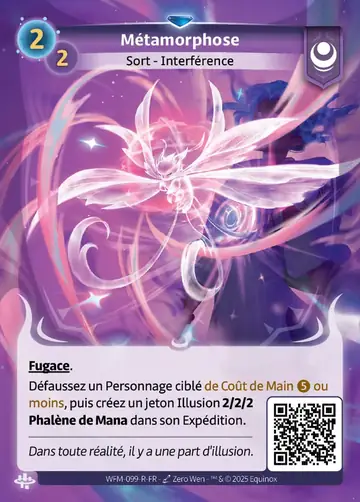 2
Métamorphose
2
Sort - Interférence
Fugace.
Défaussez un Personnage ciblé de Coût de Main 5 ou
moins, puis créez un jeton Illusion 2/2/2
Phalène de Mana dans son Expédition.
Dans toute réalité, il y a une part d'illusion.
WFM-099-R-FR - Zero Wen - ™ & © 2025 Equinox